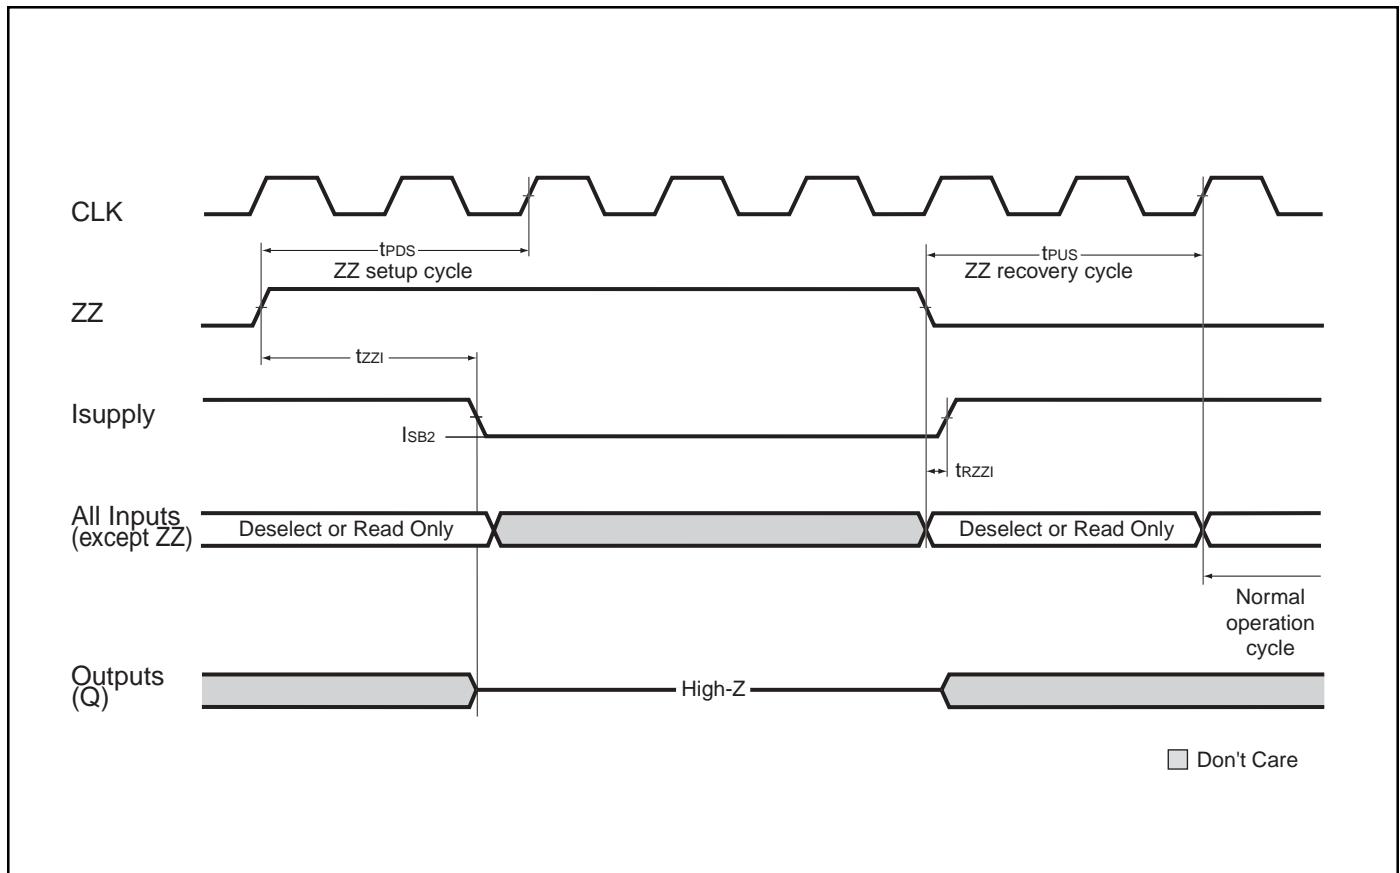 CLK
tPDS
ZZ setup cycle
tPUS
ZZ recovery cycle
ZZ
tZZI
Isupply
ISB2
tRZZI
All Inputs
(except ZZ)
Deselect or Read Only
Deselect or Read Only
Normal
operation
cycle
Outputs
(Q)
High-Z
Don't Care